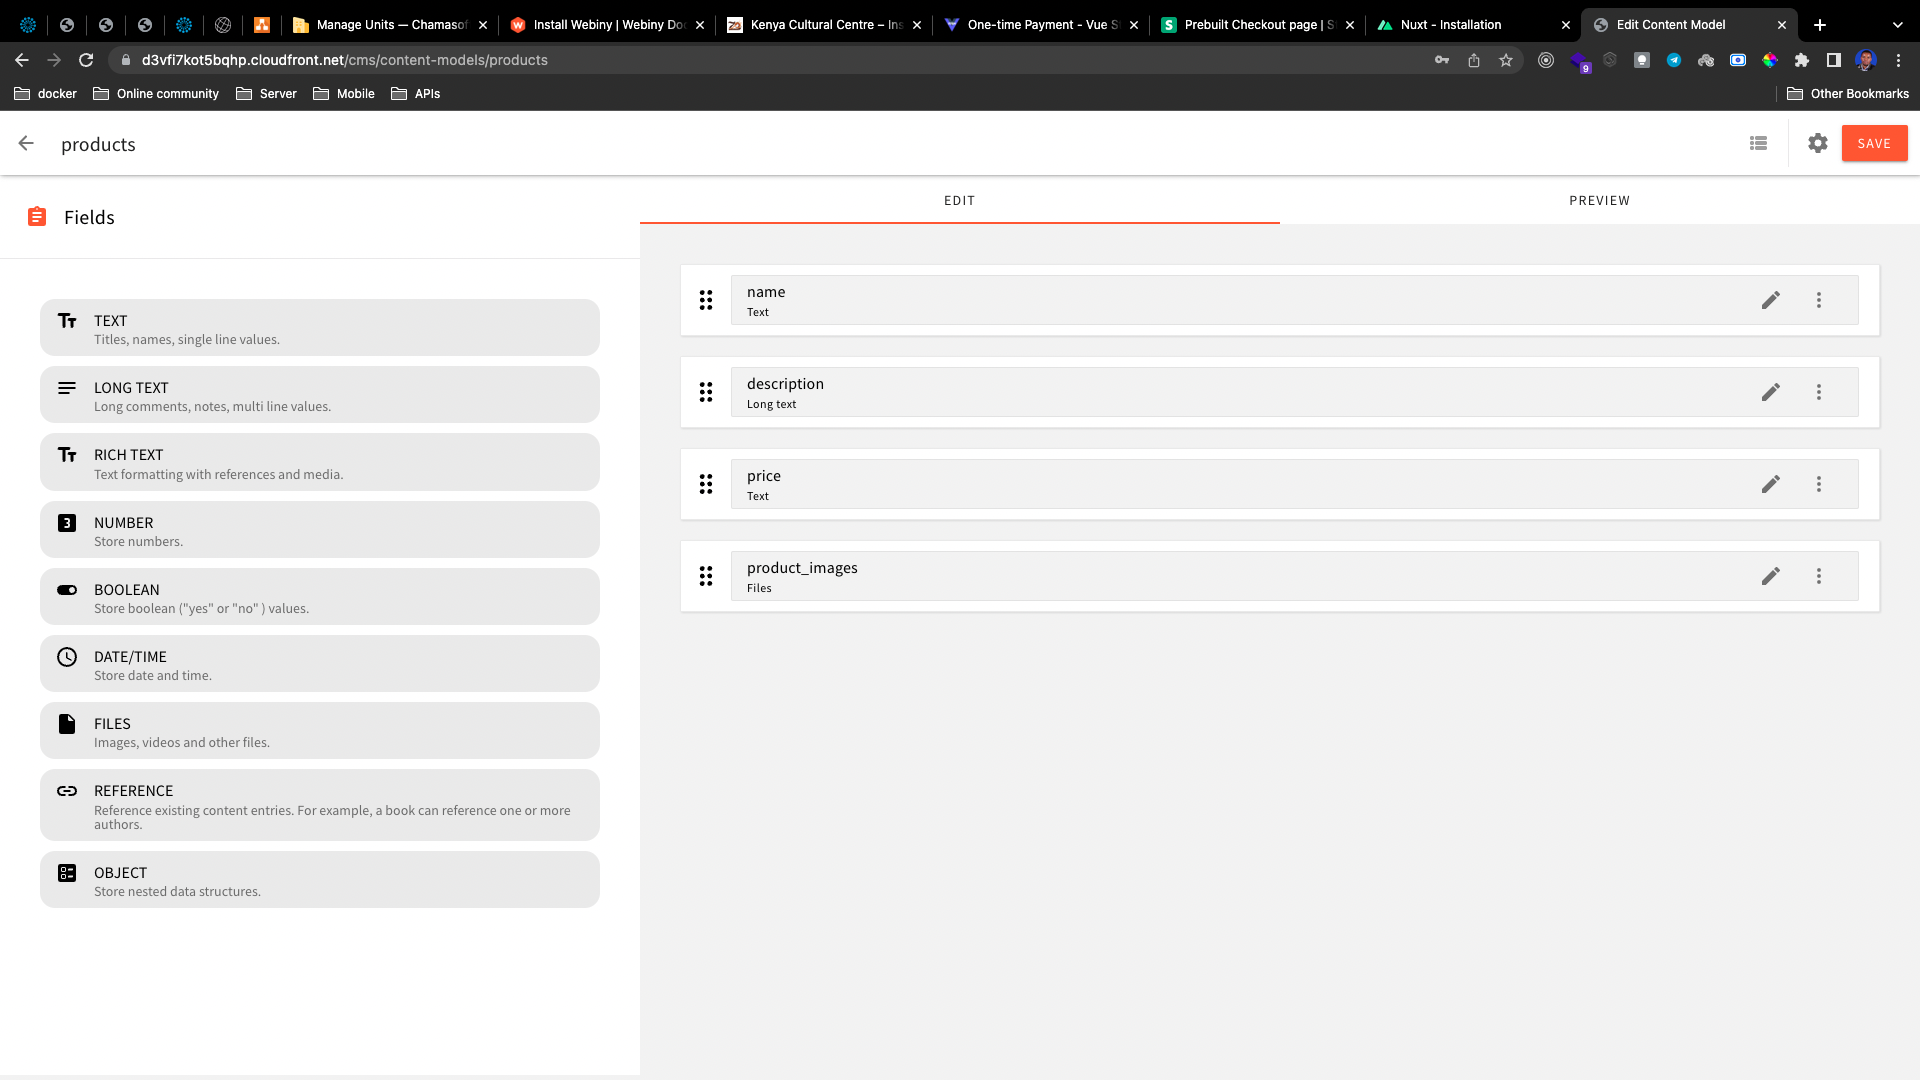 Manage Units — Chamasof
Install Webiny | Webiny Do
Kenya Cultural Centre – Ins
One-time Payment - Vue S
Prebuilt Checkout page | S
Nuxt - Installation
Edit Content Model
d3vfi7kot5bqhp.cloudfront.net/cms/content-models/products
9
docker
Online community
Server
Mobile
APIs
Other Bookmarks
products
SAVE
Fields
EDIT
PREVIEW
TEXT
Titles, names, single line values.
LONG TEXT
Long comments, notes, multi line values.
RICH TEXT
Text formatting with references and media.
NUMBER
Store numbers.
BOOLEAN
Store boolean ("yes" or "no" ) values.
DATE/TIME
Store date and time.
FILES
Images, videos and other files.
REFERENCE
Reference existing content entries. For example, a book can reference one or more
authors.
OBJECT
Store nested data structures.
name
Text
description
Long text
price
Text
product_images
Files